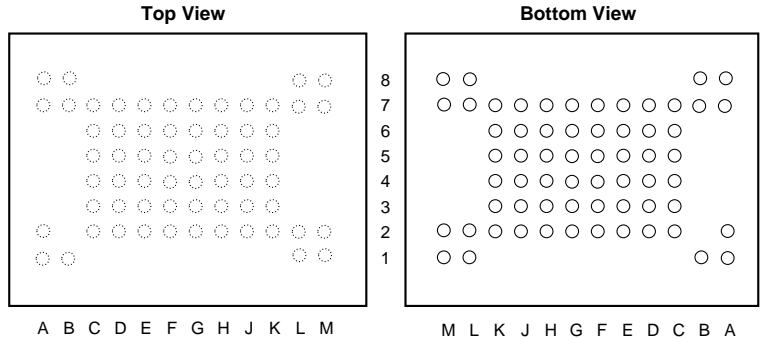 Top View
Bottom View
8
7
6
5
4
3
2
1
A B C D E F G H J K L M
M L K J H G F E D C B A